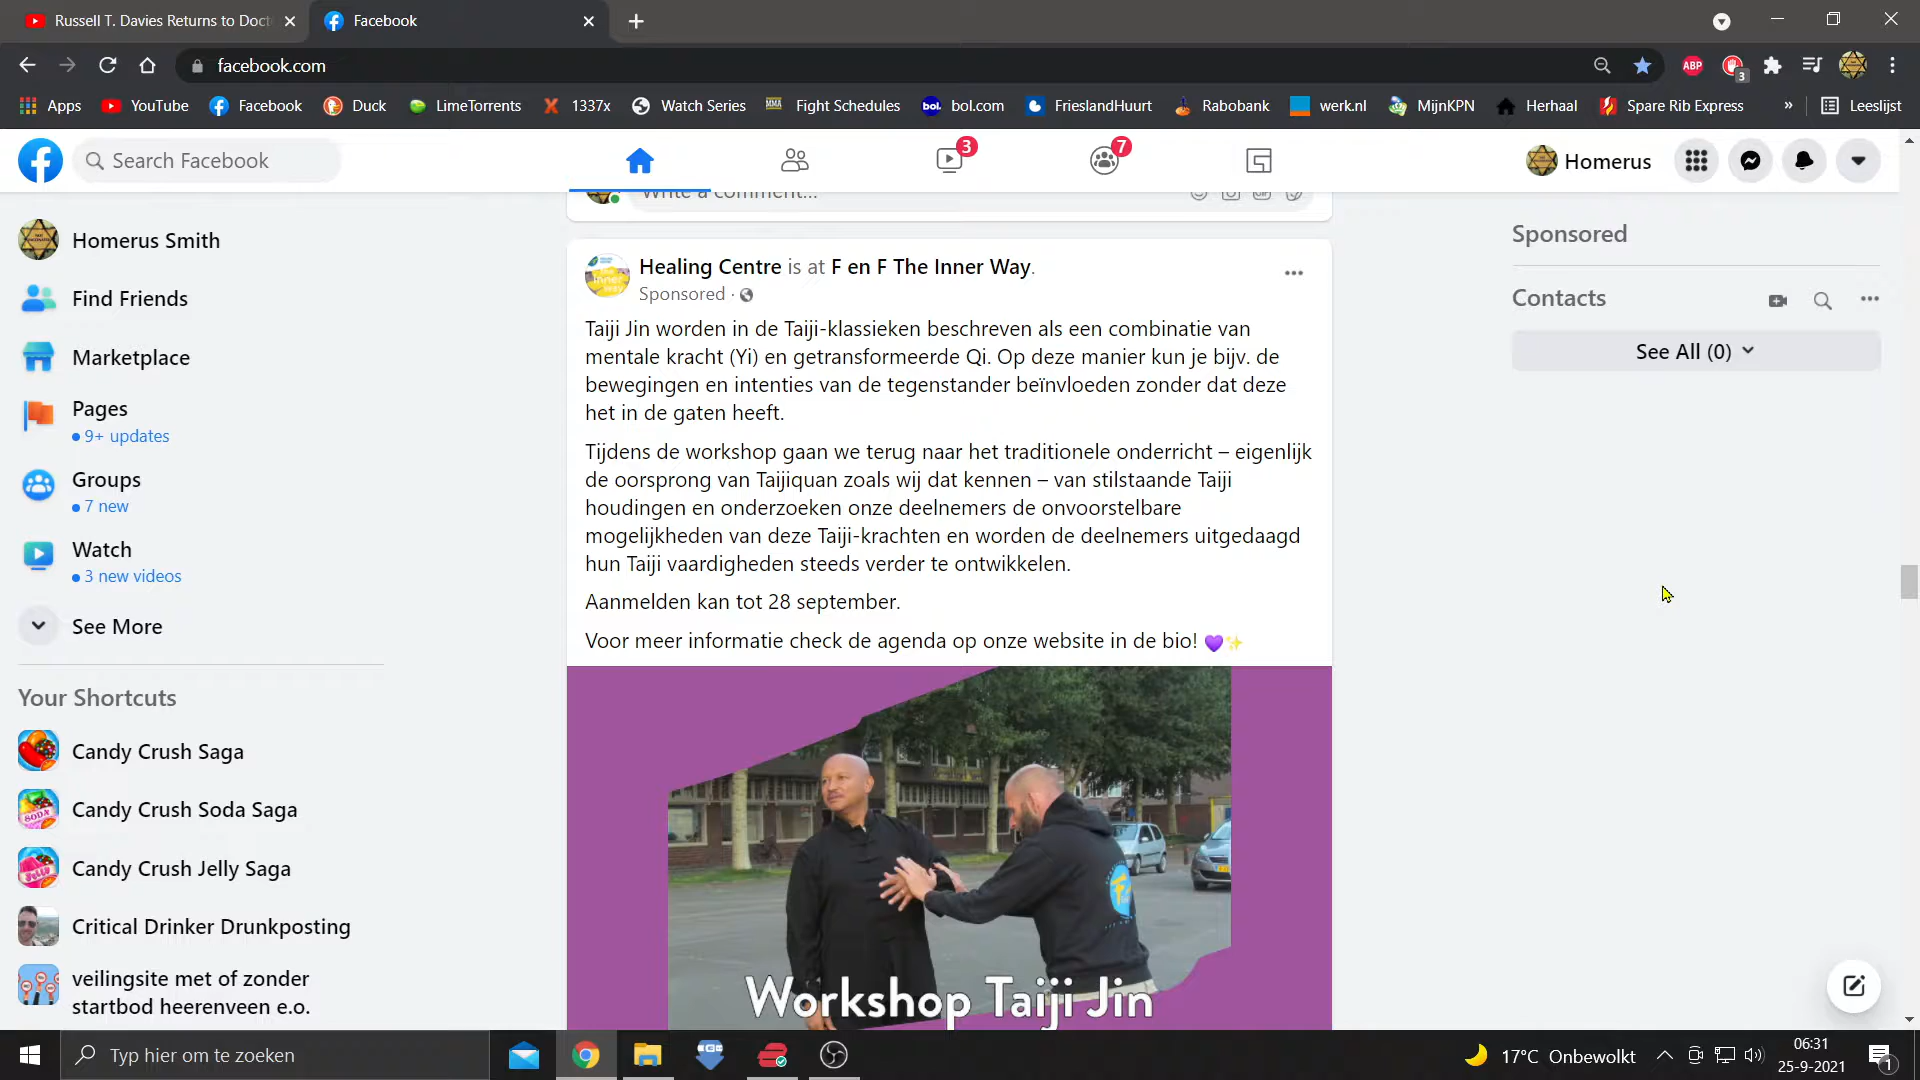 Russell T. Davies Returns to Doct
Facebook
facebook.com
ABP
3
Apps
YouTube
Facebook
Duck
LimeTorrents
1337x
Watch Series
MMA
Fight Schedules
bol.
bol.com
FrieslandHuurt
Rabobank
werk.nl
MijnKPN
Herhaal
Spare Rib Express
»
Leeslijst
Search Facebook
3
7
Homerus
Write a comment...
Homerus Smith
Find Friends
Marketplace
Pages
9+ updates
Groups
7 new
Watch
3 new videos
See More
Your Shortcuts
Candy Crush Saga
Candy Crush Soda Saga
Candy Crush Jelly Saga
Critical Drinker Drunkposting
veilingsite met of zonder
startbod heerenveen e.o.
Healing Centre is at F en F The Inner Way.
Sponsored ·
Taiji Jin worden in de Taiji-klassieken beschreven als een combinatie van
mentale kracht (Yi) en getransformeerde Qi. Op deze manier kun je bijv. de
bewegingen en intenties van de tegenstander beïnvloeden zonder dat deze
het in de gaten heeft.
Tijdens de workshop gaan we terug naar het traditionele onderricht – eigenlijk
de oorsprong van Taijiquan zoals wij dat kennen – van stilstaande Taiji
houdingen en onderzoeken onze deelnemers de onvoorstelbare
mogelijkheden van deze Taiji-krachten en worden de deelnemers uitgedaagd
hun Taiji vaardigheden steeds verder te ontwikkelen.
Aanmelden kan tot 28 september.
Voor meer informatie check de agenda op onze website in de bio! 💜✨
Workshop Taiji Jin
Sponsored
Contacts
See All (0)
Typ hier om te zoeken
17°C Onbewolkt
06:31
25-9-2021
1